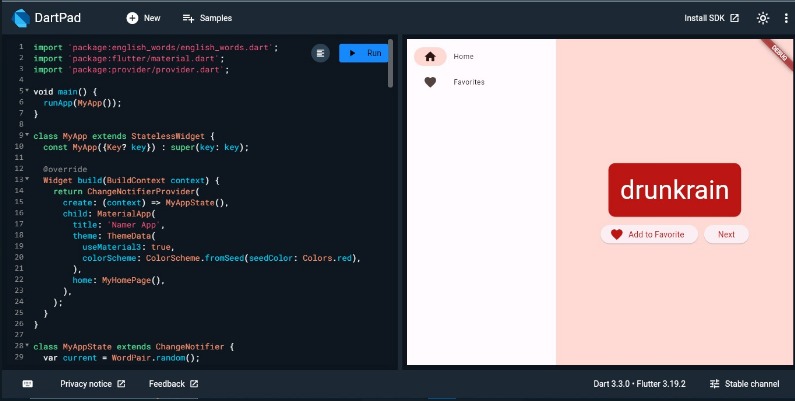 DartPad
New
Samples
Install SDK
1 import 'package:english_words/english_words.dart';
2 import 'package:flutter/material.dart';
3 import 'package:provider/provider.dart';
4
5 void main() {
6 runApp(MyApp());
7 }
8
9 class MyApp extends StatelessWidget {
10 const MyApp({Key? key}) : super(key: key);
11
12 @override
13 Widget build(BuildContext context) {
14 return ChangeNotifierProvider(
15 create: (context) => MyAppState(),
16 child: MaterialApp(
17 title: 'Namer App',
18 theme: ThemeData(
19 useMaterial3: true,
20 colorScheme: ColorScheme.fromSeed(seedColor: Colors.red),
21 ),
22 home: MyHomePage(),
23 ),
24 );
25 }
26 }
27
28 class MyAppState extends ChangeNotifier {
29 var current = WordPair.random();
Run
Home
Favorites
DEBUG
drunkrain
Add to Favorite
Next
Privacy notice
Feedback
Dart 3.3.0 • Flutter 3.19.2
Stable channel